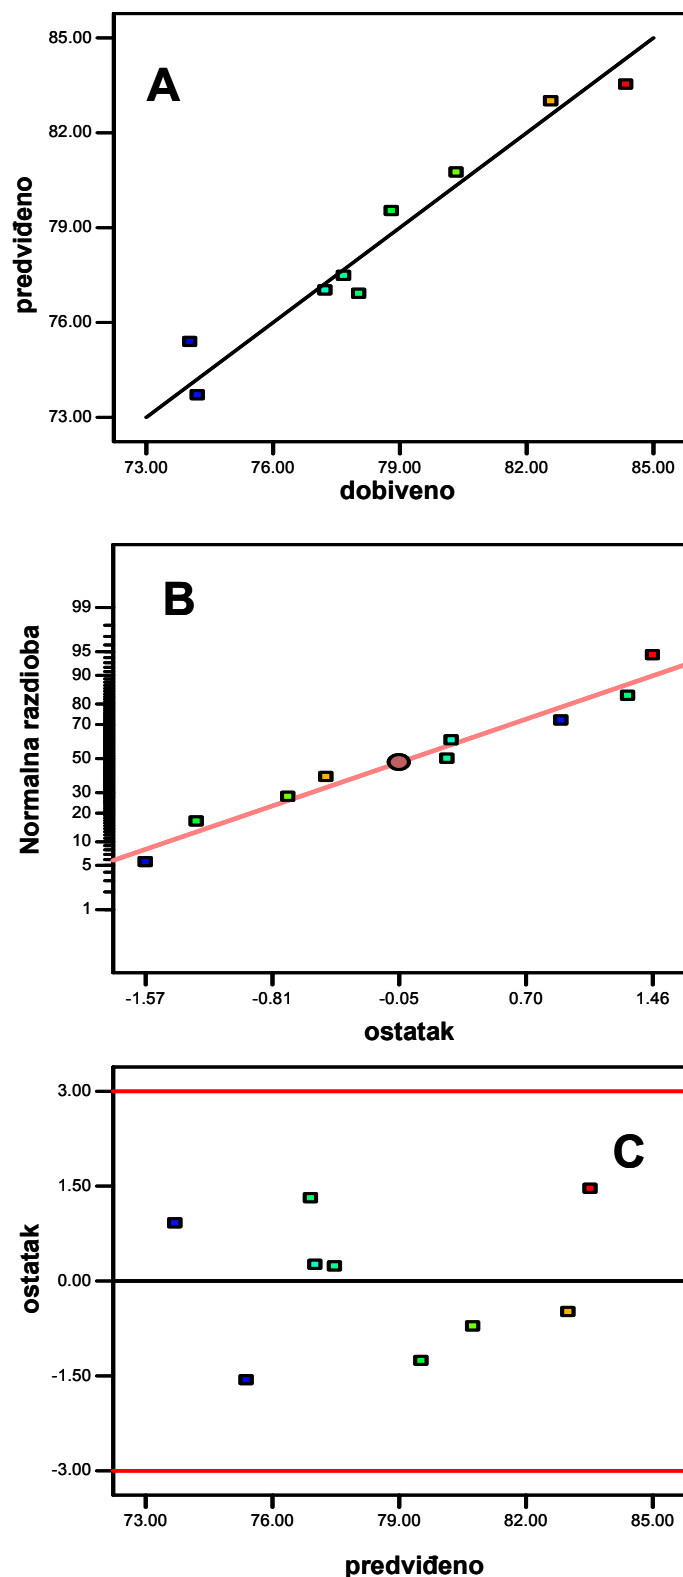 85.00
A
82.00
predviđeno
79.00
76.00
73.00
73.00 76.00 79.00 82.00 85.00
dobiveno
B
99
95
90
80
70
Normalna razdioba
50
30
20
10
5
1
-1.57 -0.81 -0.05 0.70 1.46
ostatak
3.00
C
1.50
ostatak
0.00
-1.50
-3.00
73.00 76.00 79.00 82.00 85.00
predviđeno